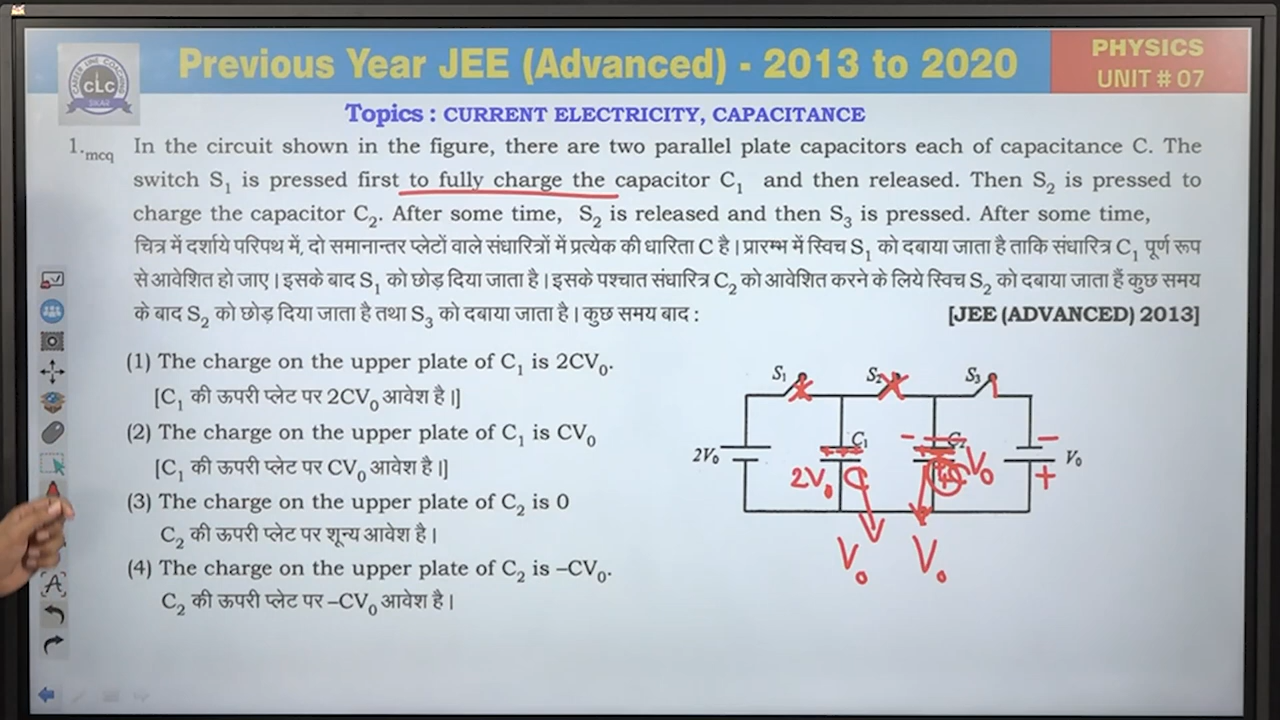 Previous Year JEE (Advanced) - 2013 to 2020
PHYSICS
UNIT # 07
CLC
SIKAR
Topics : CURRENT ELECTRICITY, CAPACITANCE
1. mcq In the circuit shown in the figure, there are two parallel plate capacitors each of capacitance C. The
switch S1 is pressed first to fully charge the capacitor C1 and then released. Then S2 is pressed to
charge the capacitor C2. After some time, S2 is released and then S3 is pressed. After some time,
चित्र में दर्शाये परिपथ में, दो समानान्तर प्लेटों वाले संधारित्रों में प्रत्येक की धारिता C है। प्रारम्भ में स्विच S1 को दबाया जाता है ताकि संधारित्र C1 पूर्ण रूप
से आवेशित हो जाए। इसके बाद S1 को छोड़ दिया जाता है। इसके पश्चात संधारित्र C2 को आवेशित करने के लिये स्विच S2 को दबाया जाता हैं कुछ समय
के बाद S2 को छोड़ दिया जाता है तथा S3 को दबाया जाता है। कुछ समय बाद :
[JEE (ADVANCED) 2013]
(1) The charge on the upper plate of C1 is 2CV0.
[C1 की ऊपरी प्लेट पर 2CV0 आवेश है।]
(2) The charge on the upper plate of C1 is CV0
[C1 की ऊपरी प्लेट पर CV0 आवेश है।]
(3) The charge on the upper plate of C2 is 0
C2 की ऊपरी प्लेट पर शून्य आवेश है।
(4) The charge on the upper plate of C2 is –CV0.
C2 की ऊपरी प्लेट पर –CV0 आवेश है।
S1 S2 S3
2V0 C1 C2 V0
2V0 C V0
V0 V0